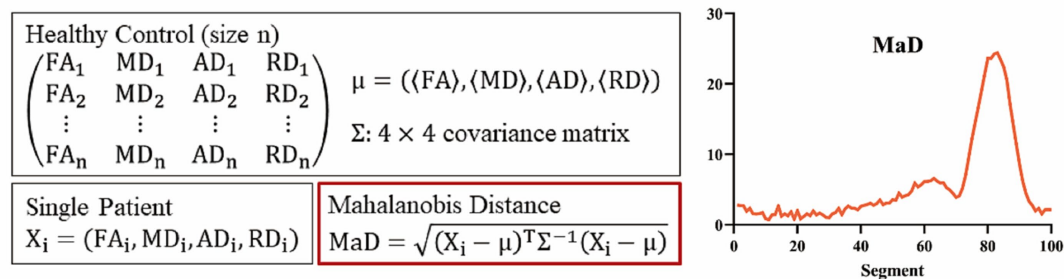 Healthy Control (size n)
FA₁ MD₁ AD₁ RD₁
FA₂ MD₂ AD₂ RD₂
⋮ ⋮ ⋮ ⋮
FAₙ MDₙ ADₙ RDₙ
μ = (⟨FA⟩,⟨MD⟩,⟨AD⟩,⟨RD⟩)
Σ: 4 × 4 covariance matrix
Single Patient
Xᵢ = (FAᵢ, MDᵢ, ADᵢ, RDᵢ)
Mahalanobis Distance
MaD = √(Xᵢ − μ)ᵀΣ⁻¹(Xᵢ − μ)
MaD
30
20
10
0
0 20 40 60 80 100
Segment